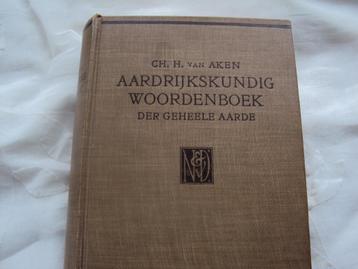 CH. H. VAN AKEN
AARDRIJKSKUNDIG
WOORDENBOEK
DER GEHEELE AARDE